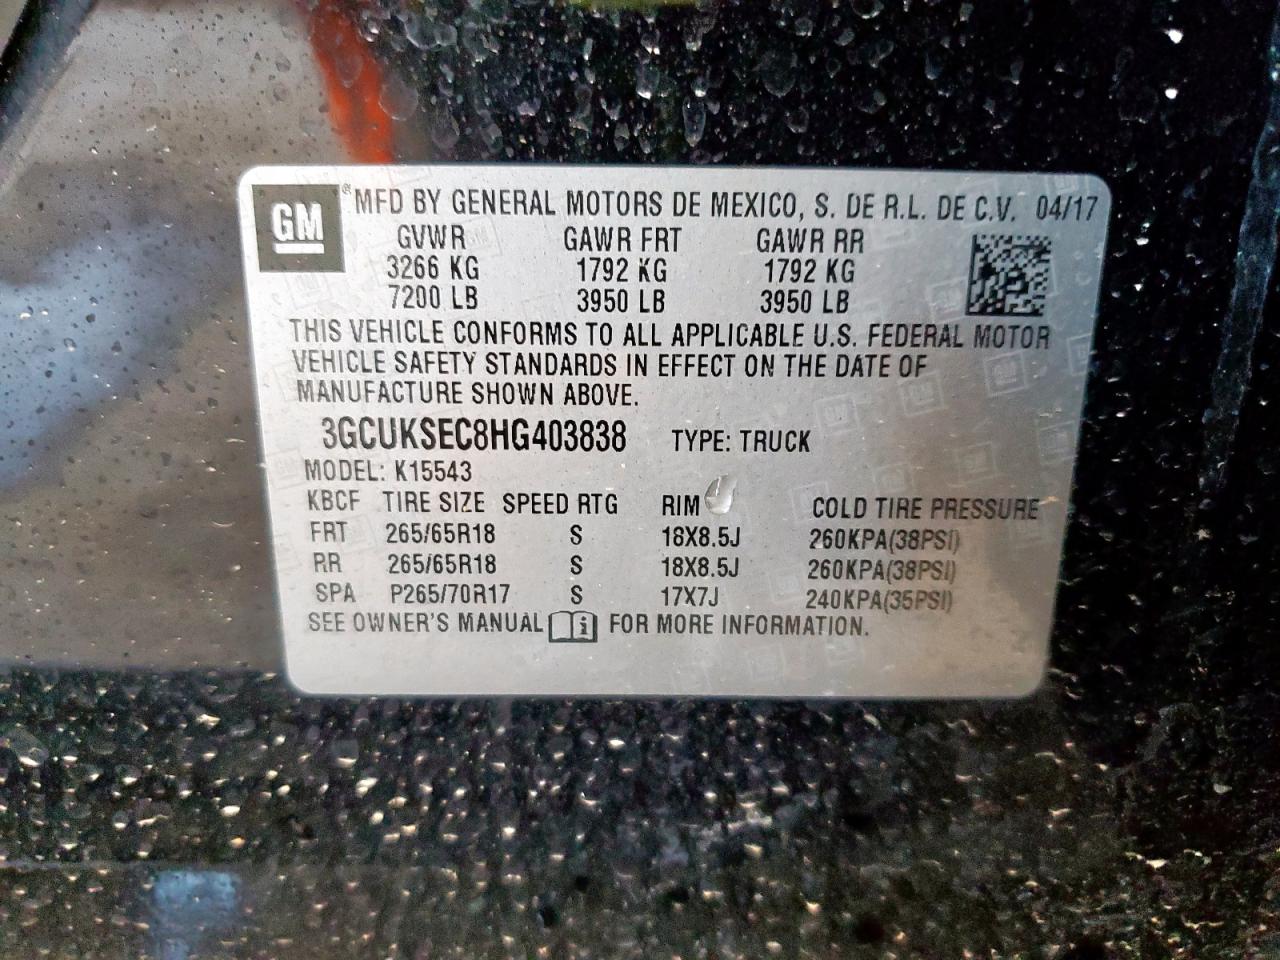 GM ® MFD BY GENERAL MOTORS DE MEXICO, S. DE R.L. DE C.V. 04/17
GVWR GAWR FRT GAWR RR
3266 KG 1792 KG 1792 KG
7200 LB 3950 LB 3950 LB
THIS VEHICLE CONFORMS TO ALL APPLICABLE U.S. FEDERAL MOTOR
VEHICLE SAFETY STANDARDS IN EFFECT ON THE DATE OF
MANUFACTURE SHOWN ABOVE.
3GCUKSEC8HG403838 TYPE: TRUCK
MODEL: K15543
KBCF TIRE SIZE SPEED RTG RIM COLD TIRE PRESSURE
FRT 265/65R18 S 18X8.5J 260KPA(38PSI)
RR 265/65R18 S 18X8.5J 260KPA(38PSI)
SPA P265/70R17 S 17X7J 240KPA(35PSI)
SEE OWNER'S MANUAL i FOR MORE INFORMATION.